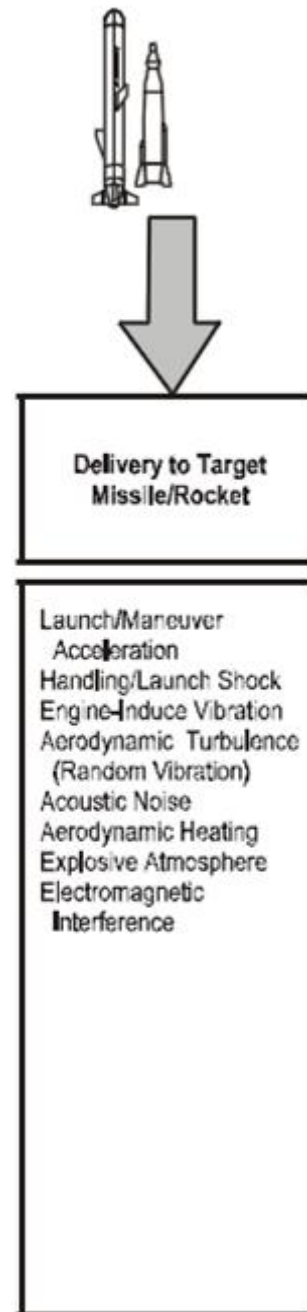 Delivery to Target
Missile/Rocket
Launch/Maneuver
Acceleration
Handling/Launch Shock
Engine-Induce Vibration
Aerodynamic Turbulence
(Random Vibration)
Acoustic Noise
Aerodynamic Heating
Explosive Atmosphere
Electromagnetic
Interference